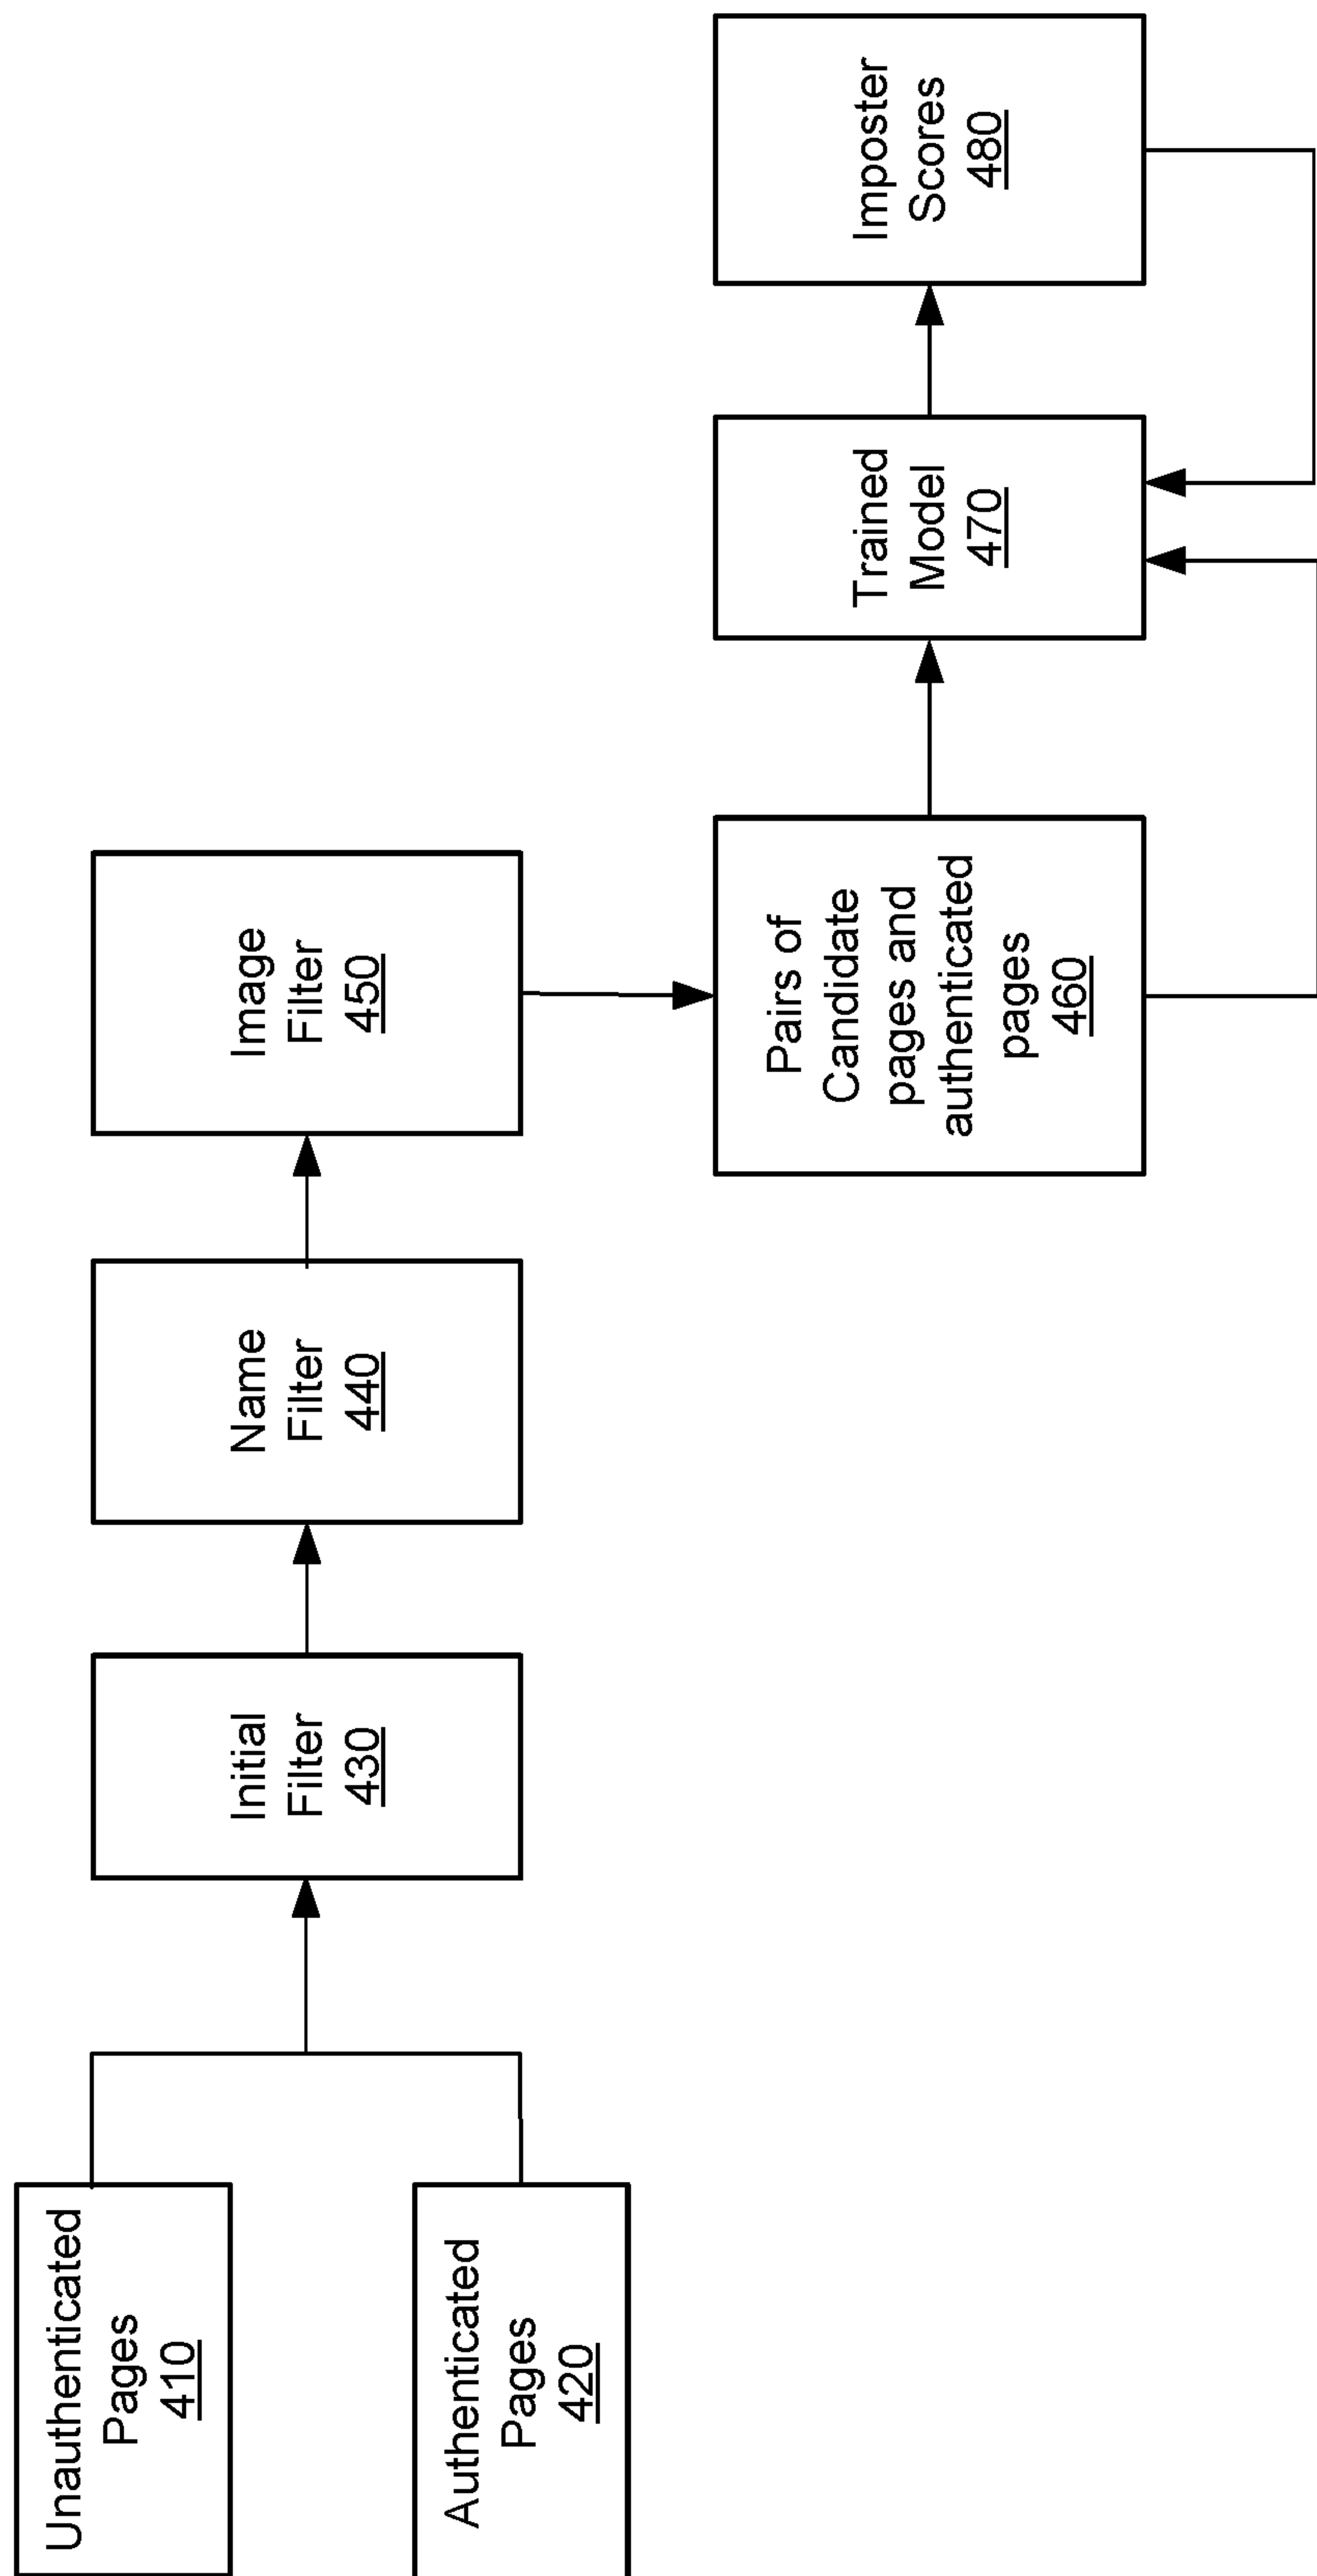 Unauthenticated
Pages
410
Authenticated
Pages
420
Initial
Filter
430
Name
Filter
440
Image
Filter
450
Pairs of
Candidate
pages and
authenticated
pages
460
Trained
Model
470
Imposter
Scores
480